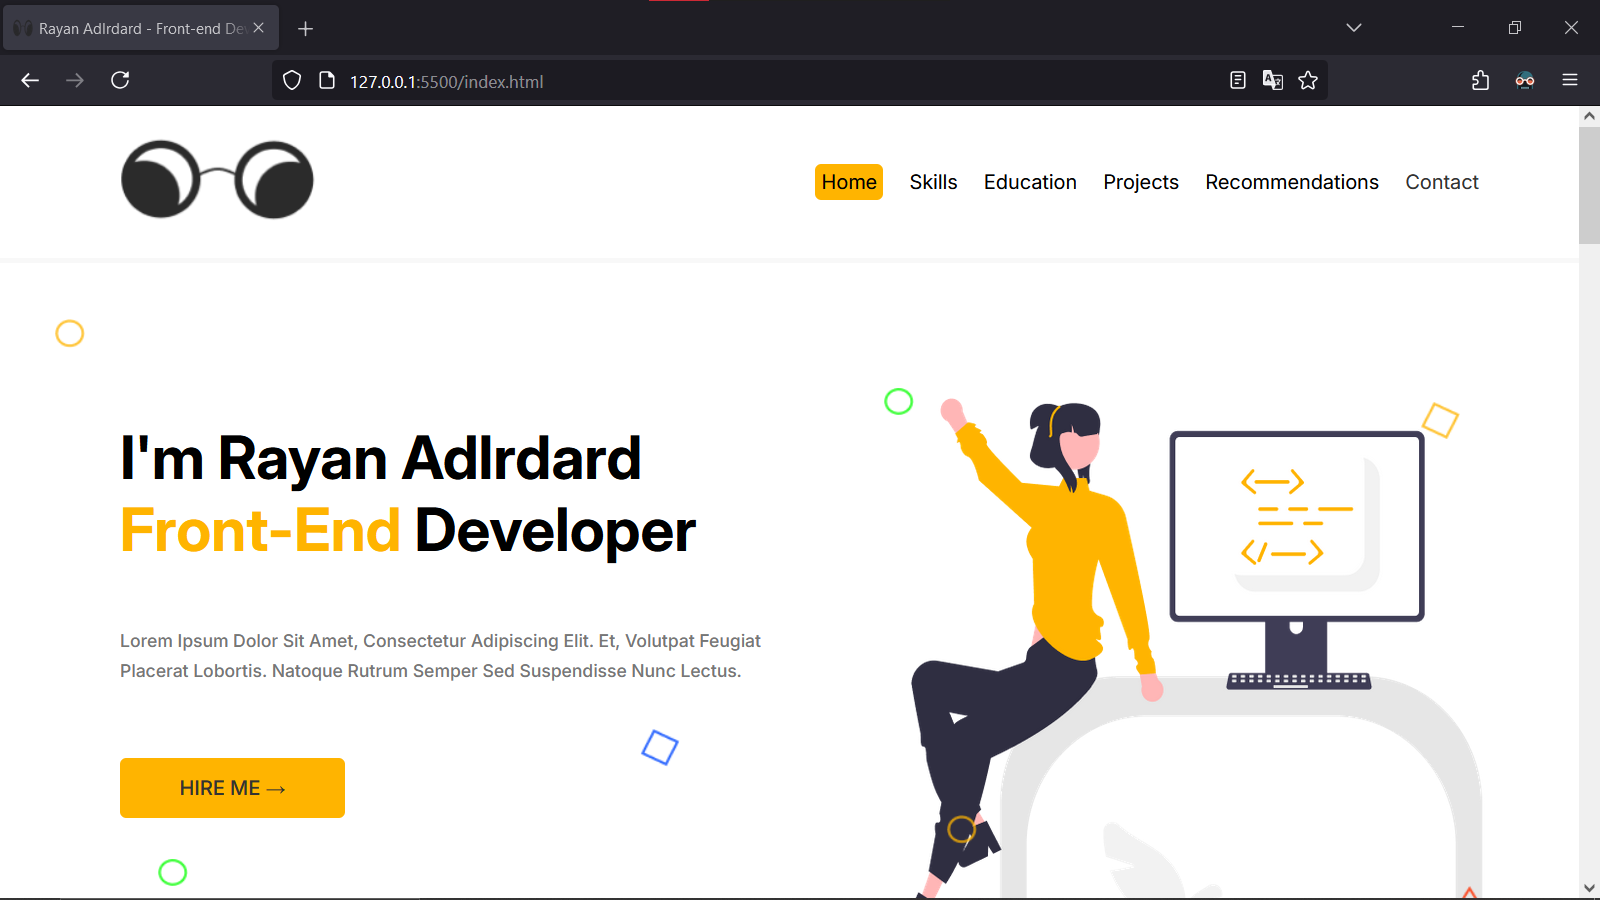 Rayan Adlrdard - Front-end Dev
127.0.0.1:5500/index.html
Home Skills Education Projects Recommendations Contact
I'm Rayan Adlrdard
Front-End Developer
Lorem Ipsum Dolor Sit Amet, Consectetur Adipiscing Elit. Et, Volutpat Feugiat
Placerat Lobortis. Natoque Rutrum Semper Sed Suspendisse Nunc Lectus.
HIRE ME →